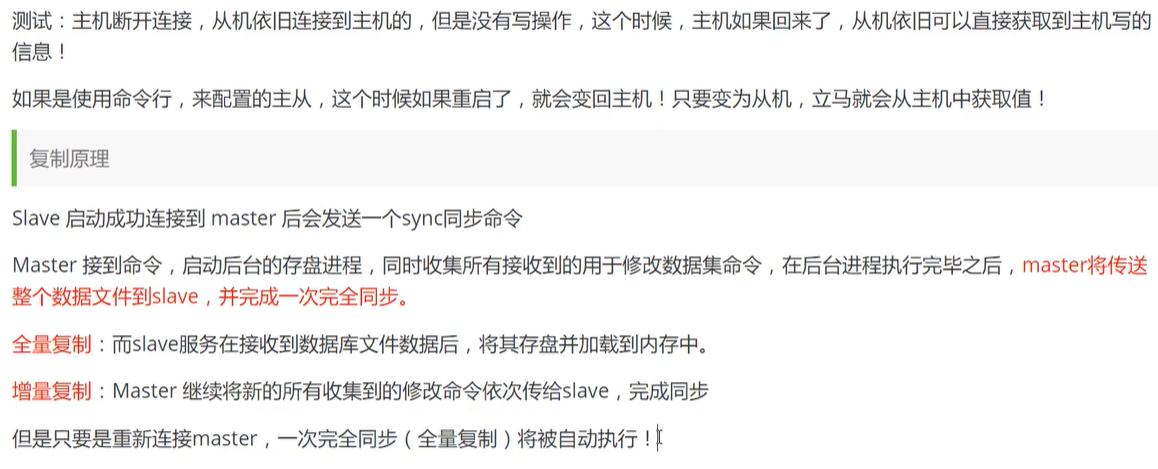 测试：主机断开连接，从机依旧连接到主机的，但是没有写操作，这个时候，主机如果回来了，从机依旧可以直接获取到主机写的
信息！
如果是使用命令行，来配置的主从，这个时候如果重启了，就会变回主机！只要变为从机，立马就会从主机中获取值！
复制原理
Slave 启动成功连接到 master 后会发送一个sync同步命令
Master 接到命令，启动后台的存盘进程，同时收集所有接收到的用于修改数据集命令，在后台进程执行完毕之后，master将传送
整个数据文件到slave，并完成一次完全同步。
全量复制：而slave服务在接收到数据库文件数据后，将其存盘并加载到内存中。
增量复制：Master 继续将新的所有收集到的修改命令依次传给slave，完成同步
但是只要是重新连接master，一次完全同步（全量复制）将被自动执行！